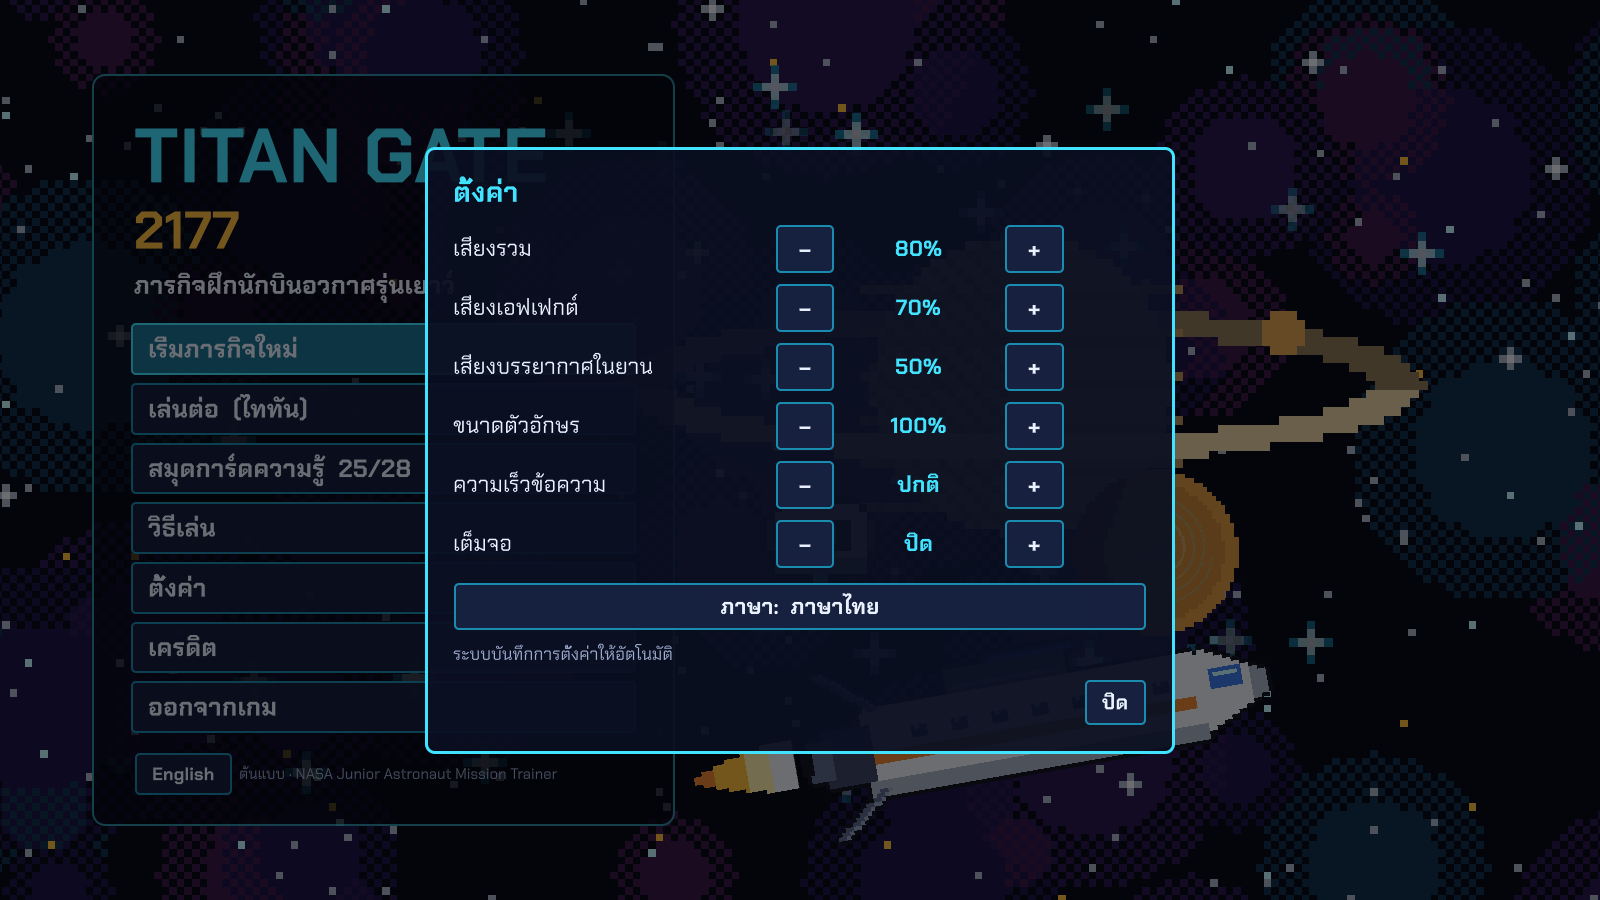 TITAN GATE
2177
ภารกิจฝึกนักบินอวกาศรุ่นเยาว์
เริ่มภารกิจใหม่
เล่นต่อ (ไททัน)
สมุดการ์ดความรู้ 25/28
วิธีเล่น
ตั้งค่า
เครดิต
ออกจากเกม
English
ต้นแบบ · NASA Junior Astronaut Mission Trainer
ตั้งค่า
เสียงรวม – 80% +
เสียงเอฟเฟกต์ – 70% +
เสียงบรรยากาศในยาน – 50% +
ขนาดตัวอักษร – 100% +
ความเร็วข้อความ – ปกติ +
เต็มจอ – ปิด +
ภาษา: ภาษาไทย
ระบบบันทึกการตั้งค่าให้อัตโนมัติ
ปิด